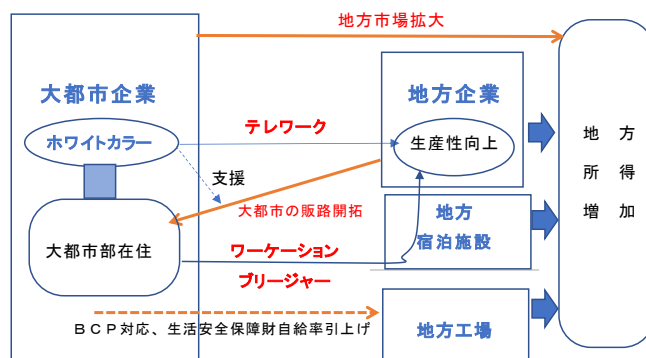 地方市場拡大
大都市企業
地方企業
ホワイトカラー
テレワーク
生産性向上
支援
大都市の販路開拓
大都市部在住
ワーケーション
ブリージャー
地方
宿泊施設
BCP対応、生活安全保障財自給率引上げ
地方工場
地 方
所 得
増 加